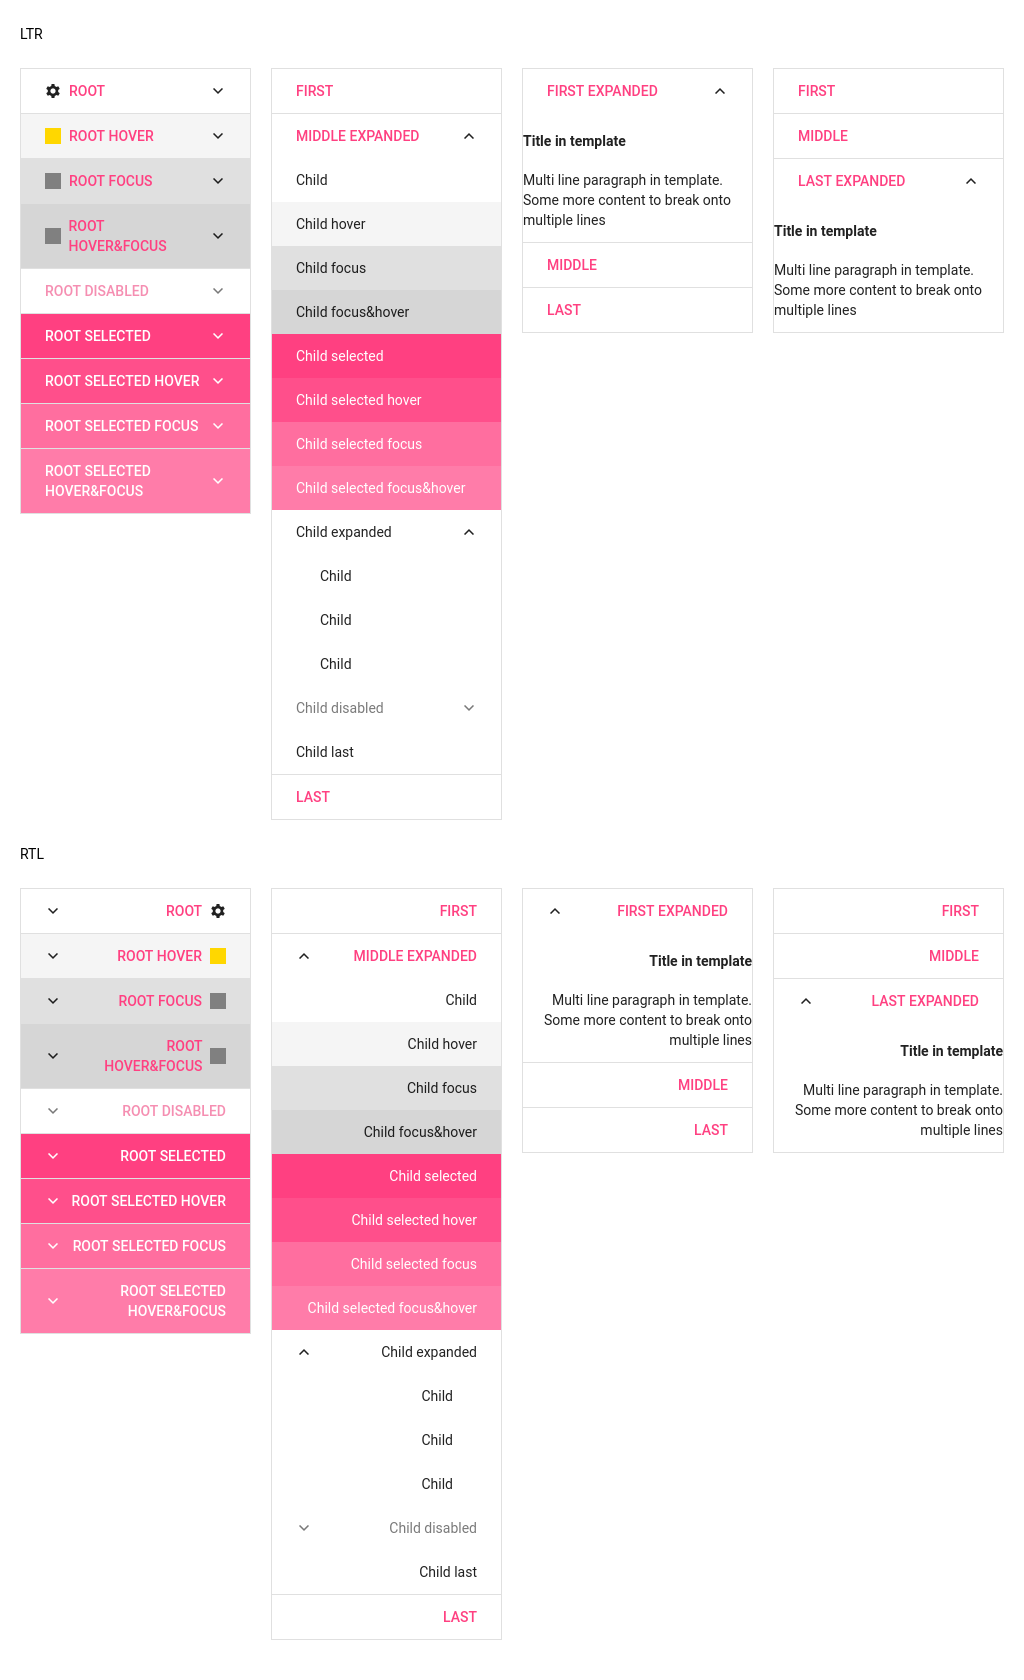 LTR
ROOT
ROOT HOVER
ROOT FOCUS
ROOT
HOVER&FOCUS
ROOT DISABLED
ROOT SELECTED
ROOT SELECTED HOVER
ROOT SELECTED FOCUS
ROOT SELECTED
HOVER&FOCUS
FIRST
MIDDLE EXPANDED
Child
Child hover
Child focus
Child focus&hover
Child selected
Child selected hover
Child selected focus
Child selected focus&hover
Child expanded
Child
Child
Child
Child disabled
Child last
LAST
FIRST EXPANDED
Title in template
Multi line paragraph in template.
Some more content to break onto
multiple lines
MIDDLE
LAST
FIRST
MIDDLE
LAST EXPANDED
Title in template
Multi line paragraph in template.
Some more content to break onto
multiple lines
RTL
ROOT
ROOT HOVER
ROOT FOCUS
ROOT
HOVER&FOCUS
ROOT DISABLED
ROOT SELECTED
ROOT SELECTED HOVER
ROOT SELECTED FOCUS
ROOT SELECTED
HOVER&FOCUS
FIRST
MIDDLE EXPANDED
Child
Child hover
Child focus
Child focus&hover
Child selected
Child selected hover
Child selected focus
Child selected focus&hover
Child expanded
Child
Child
Child
Child disabled
Child last
LAST
FIRST EXPANDED
Title in template
Multi line paragraph in template.
Some more content to break onto
multiple lines
MIDDLE
LAST
FIRST
MIDDLE
LAST EXPANDED
Title in template
Multi line paragraph in template.
Some more content to break onto
multiple lines